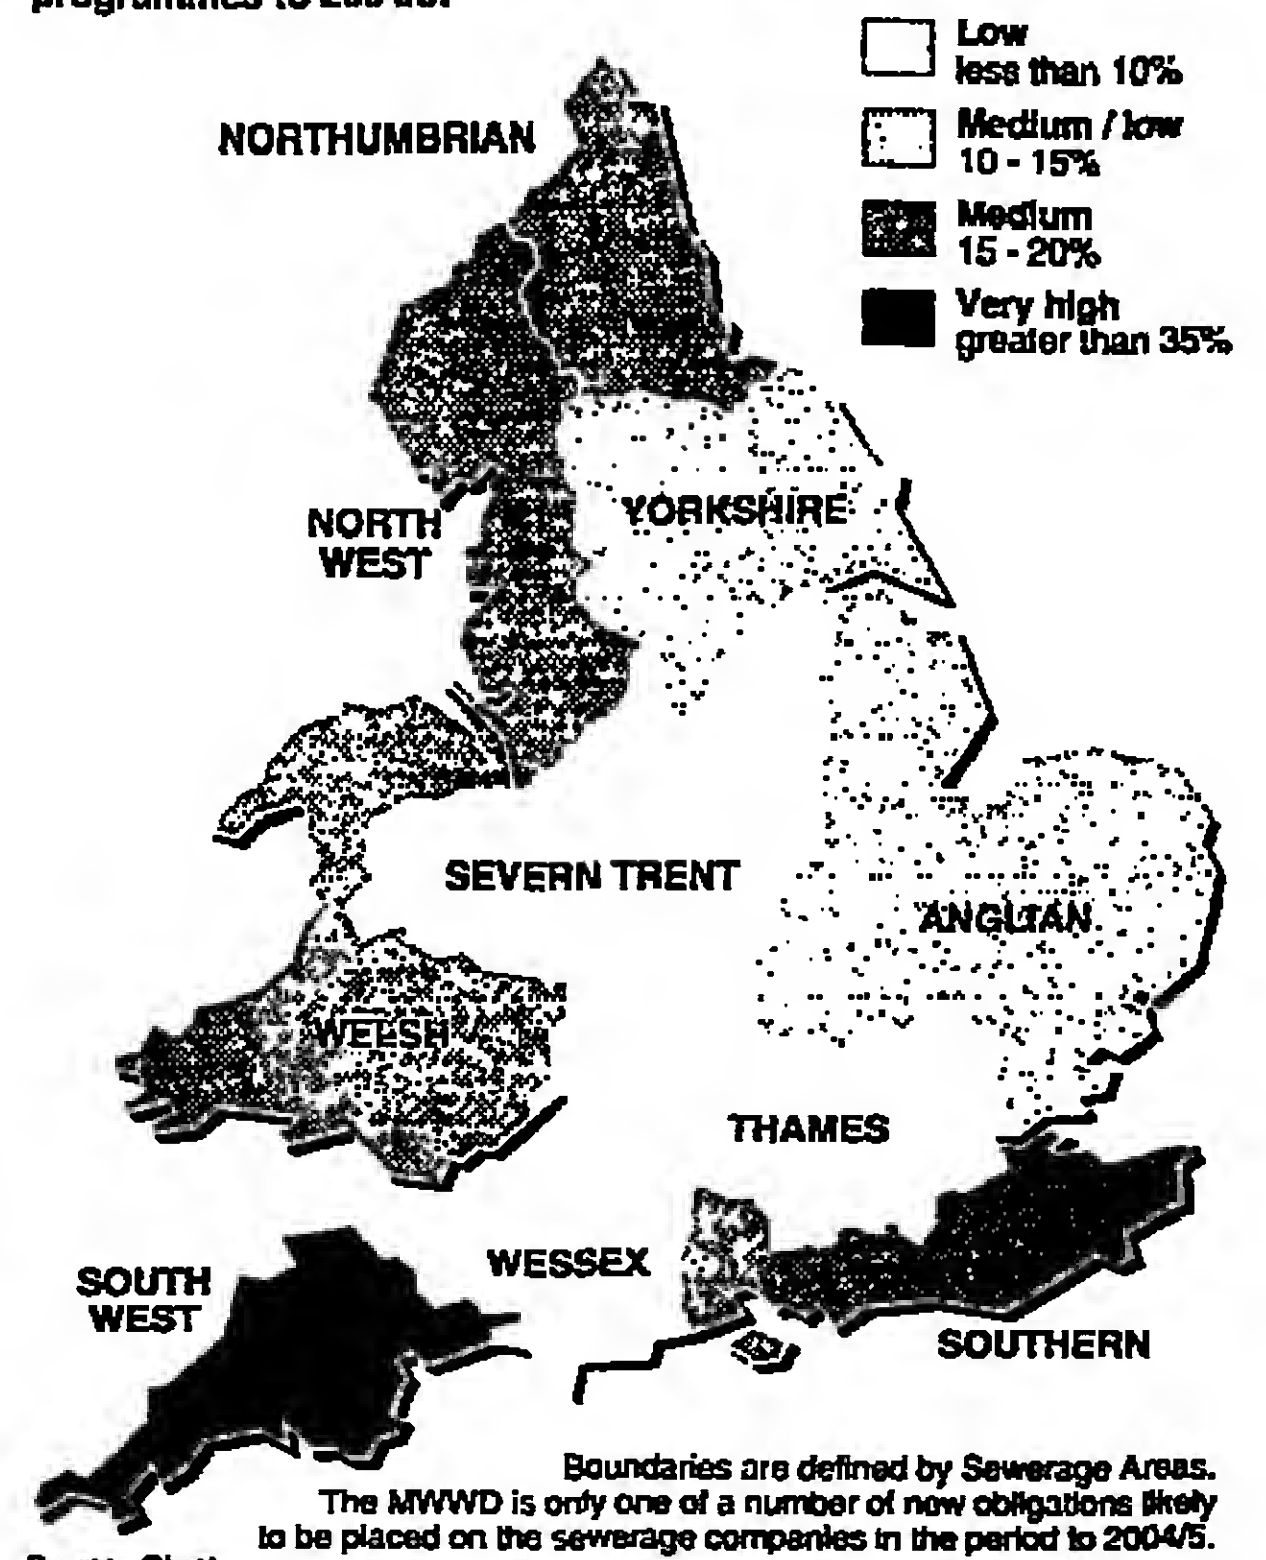 Low
less than 10%
Medium / low
10 - 15%
Medium
15 - 20%
Very high
greater than 35%
NORTHUMBRIAN
NORTH
WEST
YORKSHIRE
SEVERN TRENT
ANGLIAN
WELSH
THAMES
SOUTH
WEST
WESSEX
SOUTHERN
Boundaries are defined by Sewerage Areas.
The MWWD is only one of a number of new obligations likely
to be placed on the sewerage companies in the period to 2004/5.